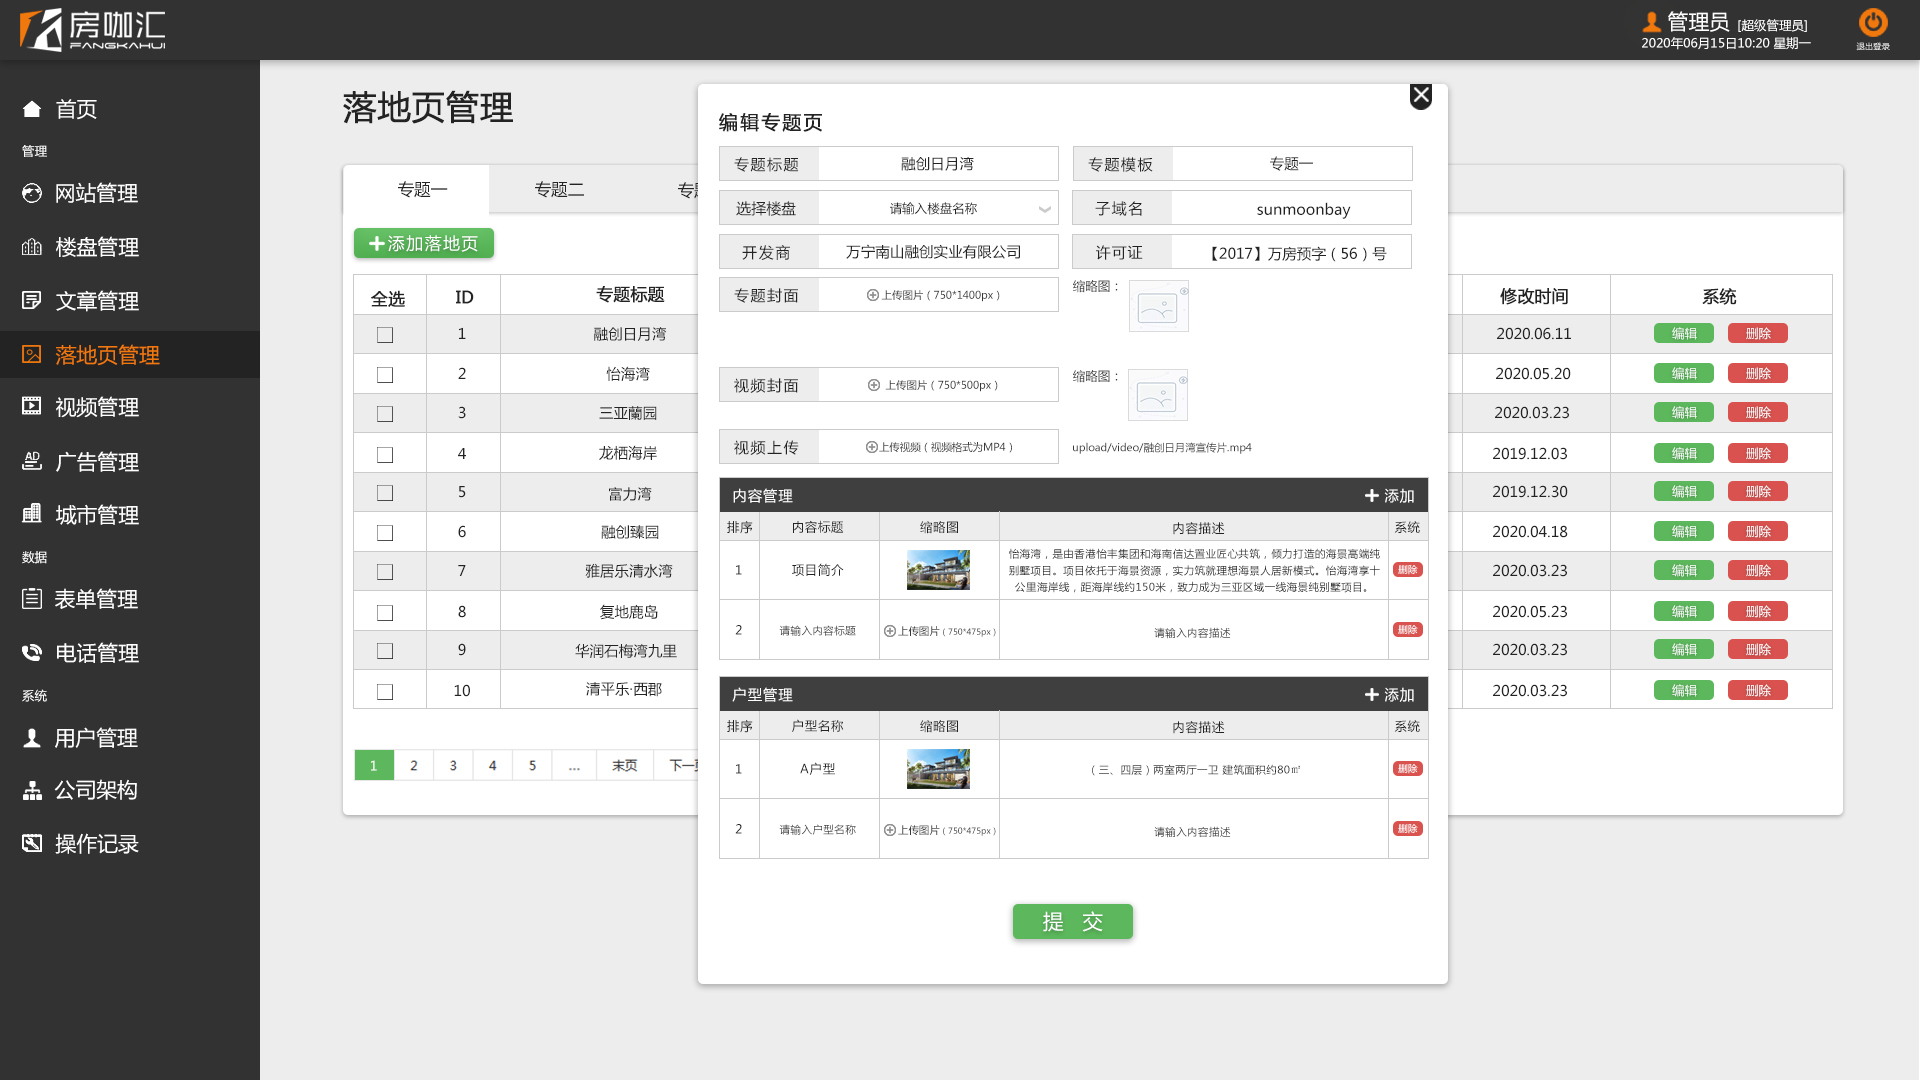 房咖汇
FANGKAHUI
管理员 [超级管理员]
2020年06月15日10:20 星期一
退出登录
首页
管理
网站管理
楼盘管理
文章管理
落地页管理
视频管理
广告管理
城市管理
数据
表单管理
电话管理
系统
用户管理
公司架构
操作记录
落地页管理
专题一 专题二
添加落地页
全选 ID 专题标题 修改时间 系统
1 融创日月湾 2020.06.11 编辑 删除
2 怡海湾 2020.05.20 编辑 删除
3 三亚蘭园 2020.03.23 编辑 删除
4 龙栖海岸 2019.12.03 编辑 删除
5 富力湾 2019.12.30 编辑 删除
6 融创臻园 2020.04.18 编辑 删除
7 雅居乐清水湾 2020.03.23 编辑 删除
8 复地鹿岛 2020.05.23 编辑 删除
9 华润石梅湾九里 2020.03.23 编辑 删除
10 清平乐·西郡 2020.03.23 编辑 删除
1 2 3 4 5 ... 末页 下一
编辑专题页
专题标题 融创日月湾 专题模板 专题一
选择楼盘 请输入楼盘名称 子域名 sunmoonbay
开发商 万宁南山融创实业有限公司 许可证 【2017】万房预字（56）号
专题封面 上传图片（750*1400px） 缩略图：
视频封面 上传图片（750*500px） 缩略图：
视频上传 上传视频（视频格式为MP4） upload/video/融创日月湾宣传片.mp4
内容管理 添加
排序 内容标题 缩略图 内容描述 系统
1 项目简介 怡海湾，是由香港怡丰集团和海南信达置业匠心共筑，倾力打造的海景高端纯
别墅项目。项目依托于海景资源，实力筑就理想海景人居新模式。怡海湾享十
公里海岸线，距海岸线约150米，致力成为三亚区域一线海景纯别墅项目。 删除
2 请输入内容标题 上传图片（750*475px） 请输入内容描述 删除
户型管理 添加
排序 户型名称 缩略图 内容描述 系统
1 A户型 （三、四层）两室两厅一卫 建筑面积约80㎡ 删除
2 请输入户型名称 上传图片（750*475px） 请输入内容描述 删除
提 交